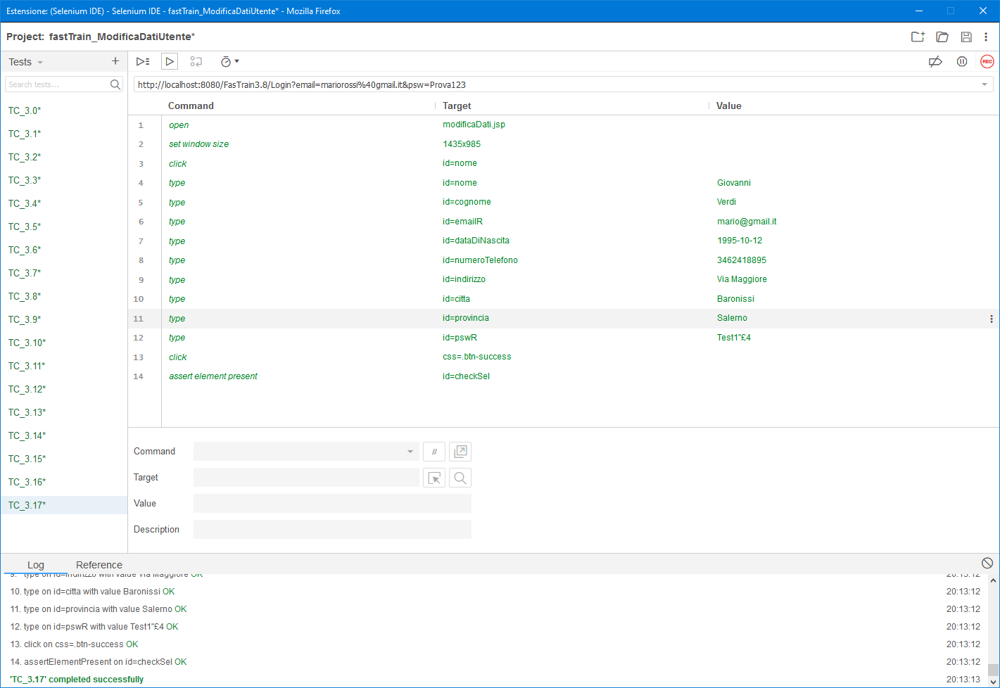 Estensione: (Selenium IDE) - Selenium IDE - fastTrain_ModificaDatiUtente* - Mozilla Firefox
Project: fastTrain_ModificaDatiUtente*
Tests
REC
Search tests...
http://localhost:8080/FasTrain3.8/Login?email=mariorossi%40gmail.it&psw=Prova123
Command Target Value
TC_3.0*
TC_3.1*
TC_3.2*
TC_3.3*
TC_3.4*
TC_3.5*
TC_3.6*
TC_3.7*
TC_3.8*
TC_3.9*
TC_3.10*
TC_3.11*
TC_3.12*
TC_3.13*
TC_3.14*
TC_3.15*
TC_3.16*
TC_3.17*
1 open modificaDati.jsp
2 set window size 1435x985
3 click id=nome
4 type id=nome Giovanni
5 type id=cognome Verdi
6 type id=emailR mario@gmail.it
7 type id=dataDiNascita 1995-10-12
8 type id=numeroTelefono 3462418895
9 type id=indirizzo Via Maggiore
10 type id=citta Baronissi
11 type id=provincia Salerno
12 type id=pswR Test1"£4
13 click css=.btn-success
14 assert element present id=checkSel
Command //
Target
Value
Description
Log Reference
9. type on id=indirizzo with value Via Maggiore OK 20:13:12
10. type on id=citta with value Baronissi OK 20:13:12
11. type on id=provincia with value Salerno OK 20:13:12
12. type on id=pswR with value Test1"£4 OK 20:13:12
13. click on css=.btn-success OK 20:13:12
14. assertElementPresent on id=checkSel OK 20:13:12
'TC_3.17' completed successfully 20:13:13